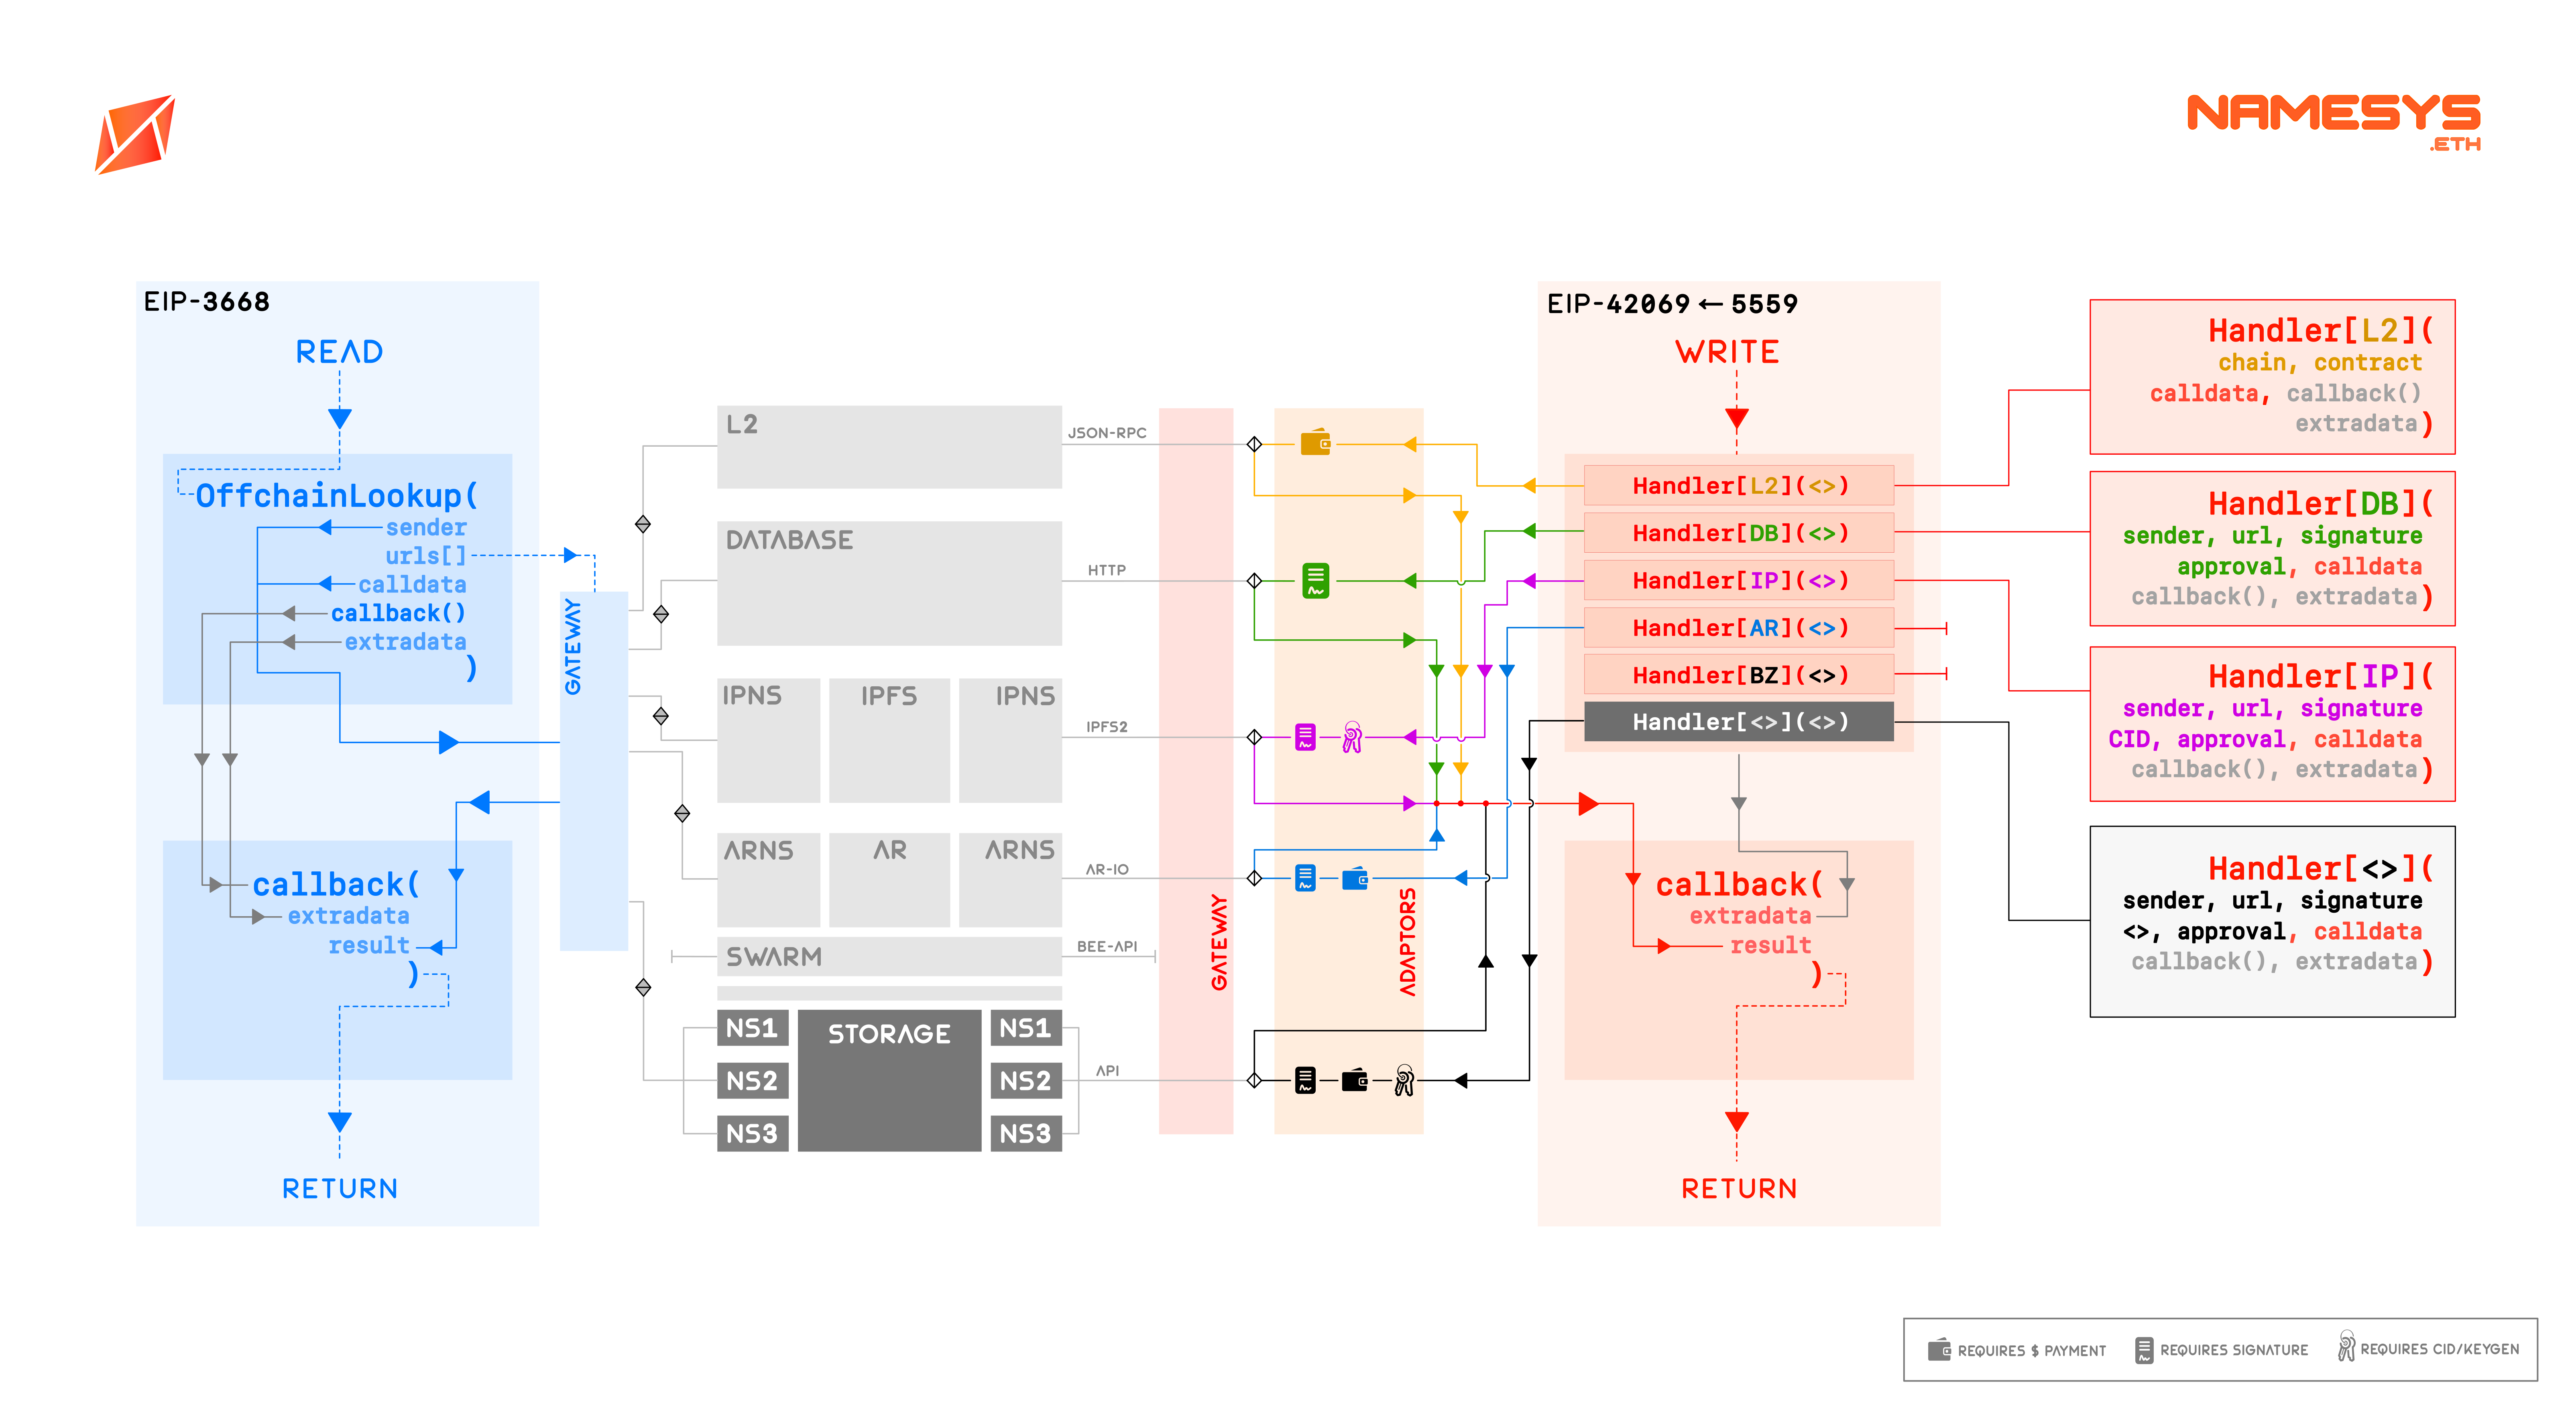 NAMESYS
.ETH
EIP-3668
READ
OffchainLookup(
sender
urls[]
calldata
callback()
extradata
)
GATEWAY
callback(
extradata
result
)
RETURN
L2
DATABASE
IPNS
IPFS
IPNS
ARNS
AR
ARNS
SWARM
NS1
NS2
NS3
STORAGE
NS1
NS2
NS3
JSON-RPC
HTTP
IPFS2
AR-IO
BEE-API
API
GATEWAY
ADAPTORS
EIP-42069 ← 5559
WRITE
Handler[L2](<>)
Handler[DB](<>)
Handler[IP](<>)
Handler[AR](<>)
Handler[BZ](<>)
Handler[<>](<>)
callback(
extradata
result
)
RETURN
Handler[L2](
chain, contract
calldata, callback()
extradata)
Handler[DB](
sender, url, signature
approval, calldata
callback(), extradata)
Handler[IP](
sender, url, signature
CID, approval, calldata
callback(), extradata)
Handler[<>](
sender, url, signature
<>, approval, calldata
callback(), extradata)
REQUIRES $ PAYMENT
REQUIRES SIGNATURE
REQUIRES CID/KEYGEN